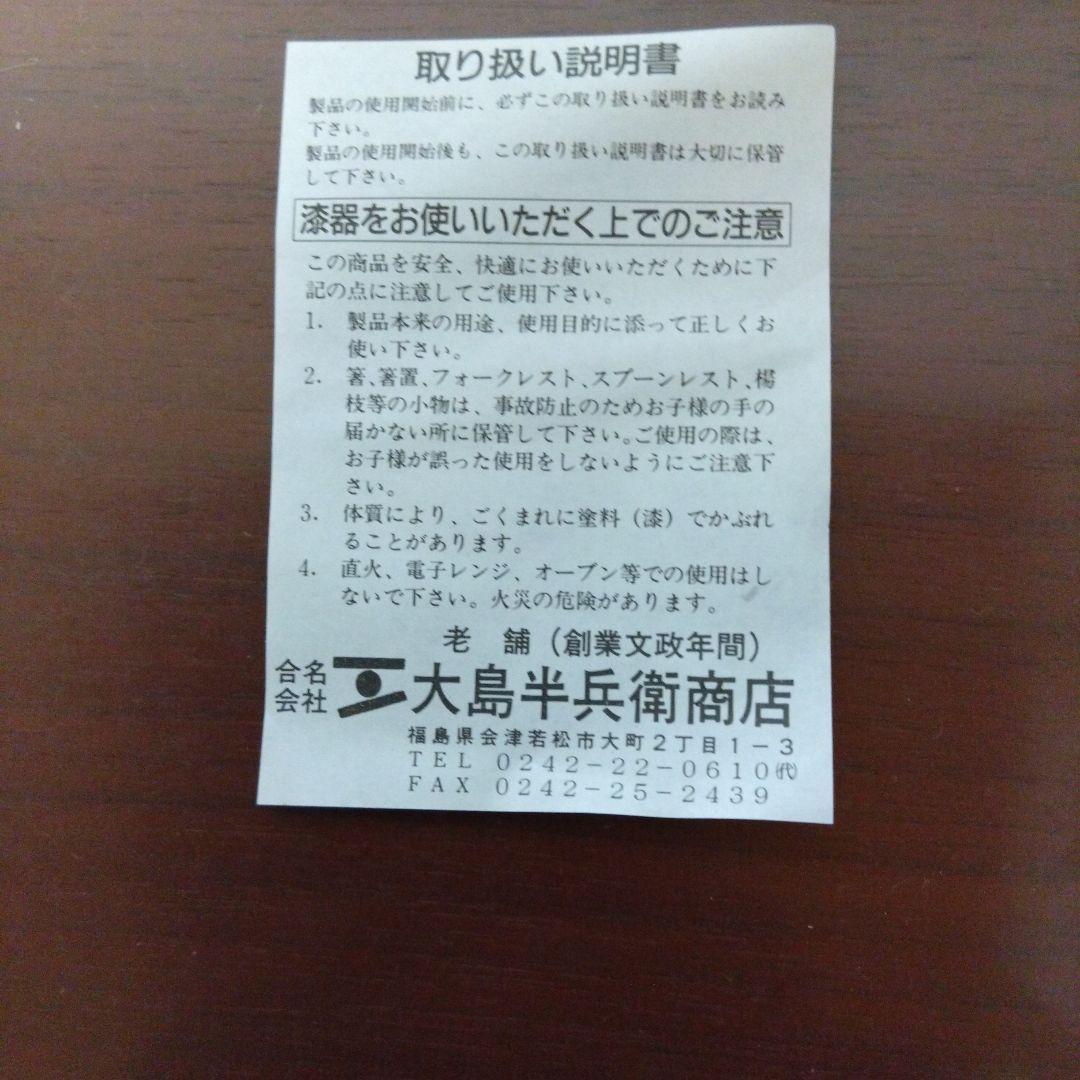 取り扱い説明書
製品の使用開始前に、必ずこの取り扱い説明書をお読み
下さい。
製品の使用開始後も、この取り扱い説明書は大切に保管
して下さい。
漆器をお使いいただく上でのご注意
この商品を安全、快適にお使いいただくために下
記の点に注意してご使用下さい。
1. 製品本来の用途、使用目的に添って正しくお
使い下さい。
2. 箸、箸置、フォークレスト、スプーンレスト、楊
枝等の小物は、事故防止のためお子様の手の
届かない所に保管して下さい。ご使用の際は、
お子様が誤った使用をしないようにご注意下
さい。
3. 体質により、ごくまれに塗料（漆）でかぶれ
ることがあります。
4. 直火、電子レンジ、オーブン等での使用はし
ないで下さい。火災の危険があります。
老舗（創業文政年間）
合名
会社
大島半兵衛商店
福島県会津若松市大町2丁目1－3
TEL 0242－22－0610㈹
FAX 0242－25－2439